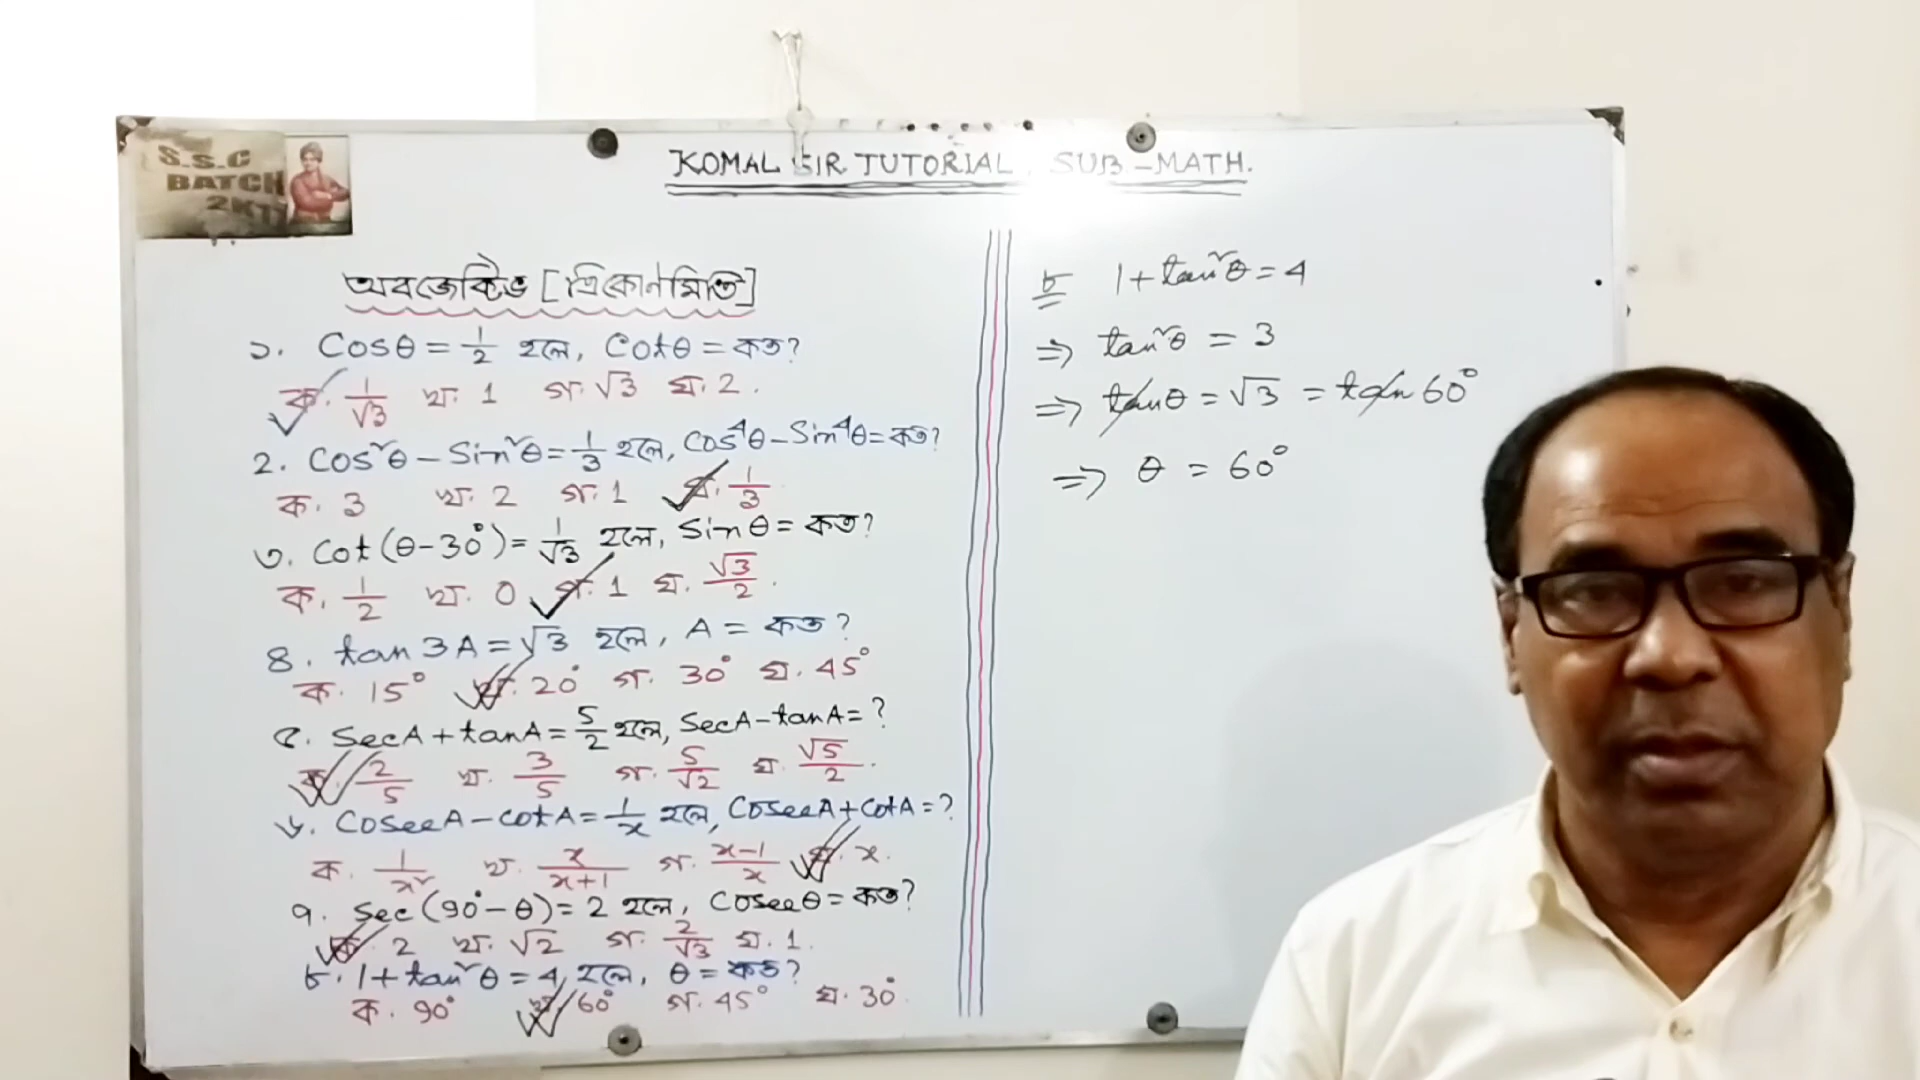 S.S.C
BATCH
2KT
KOMAL SIR TUTORIAL, SUB-MATH.
অবজেক্টিভ [ত্রিকোণমিতি]
১. Cosθ = 1/2 হলে, Cotθ = কত?
ক. 1/√3 খ. 1 গ. √3 ঘ. 2.
2. Cos²θ - Sin²θ = 1/3 হলে, Cos⁴θ - Sin⁴θ = কত?
ক. 3 খ. 2 গ. 1 ঘ. 1/3
৩. Cot(θ-30°) = 1/√3 হলে, Sinθ = কত?
ক. 1/2 খ. 0 গ. 1 ঘ. √3/2.
৪. tan 3A = √3 হলে, A = কত?
ক. 15° খ. 20° গ. 30° ঘ. 45°
৫. SecA + tanA = 5/2 হলে, SecA - tanA = ?
ক. 2/5 খ. 3/5 গ. 5/√2 ঘ. √5/2.
৬. CosecA - cotA = 1/x হলে, CosecA + cotA = ?
ক. 1/x² খ. x/x+1 গ. x-1/x ঘ. x.
৭. Sec(90°-θ) = 2 হলে, Cosecθ = কত?
ক. 2 খ. √2 গ. 2/√3 ঘ. 1.
৮. 1 + tan²θ = 4 হলে, θ = কত?
ক. 90° খ. 60° গ. 45° ঘ. 30°.
৮ 1 + tan²θ = 4
⇒ tan²θ = 3
⇒ tanθ = √3 = tan 60°
⇒ θ = 60°